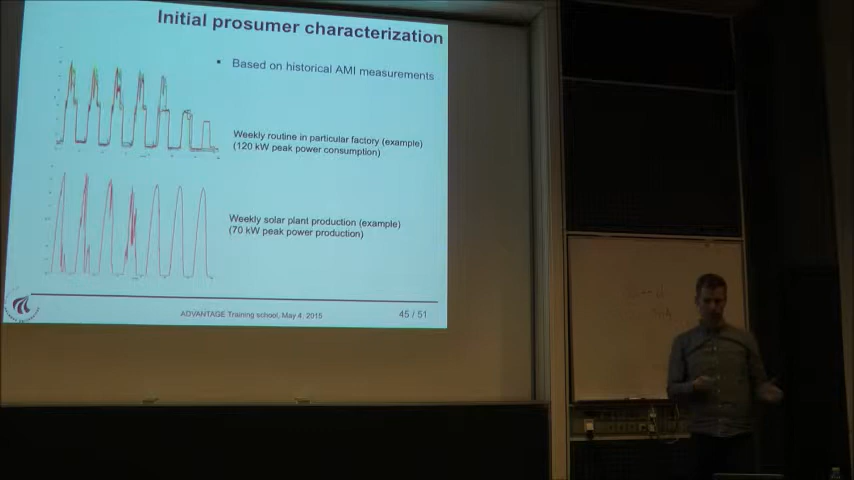 Initial prosumer characterization
Based on historical AMI measurements
Weekly routine in particular factory (example)
(120 kW peak power consumption)
Weekly solar plant production (example)
(70 kW peak power production)
ADVANTAGE Training school, May 4, 2015
45 / 51